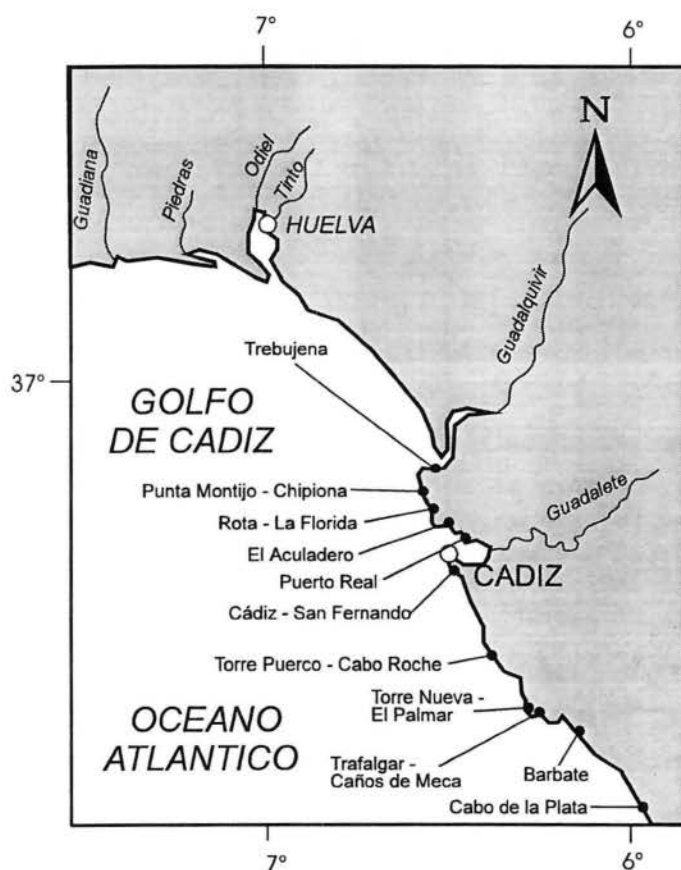 7°
6°
N
Guadiana
Piedras
Odiel
Tinto
HUELVA
Guadalquivir
Trebujena
37°
GOLFO
DE CADIZ
Punta Montijo - Chipiona
Guadalete
Rota - La Florida
El Aculadero
Puerto Real
CADIZ
Cádiz - San Fernando
Torre Puerco - Cabo Roche
Torre Nueva -
El Palmar
OCEANO
ATLANTICO
Trafalgar -
Caños de Meca
Barbate
Cabo de la Plata
7°
6°